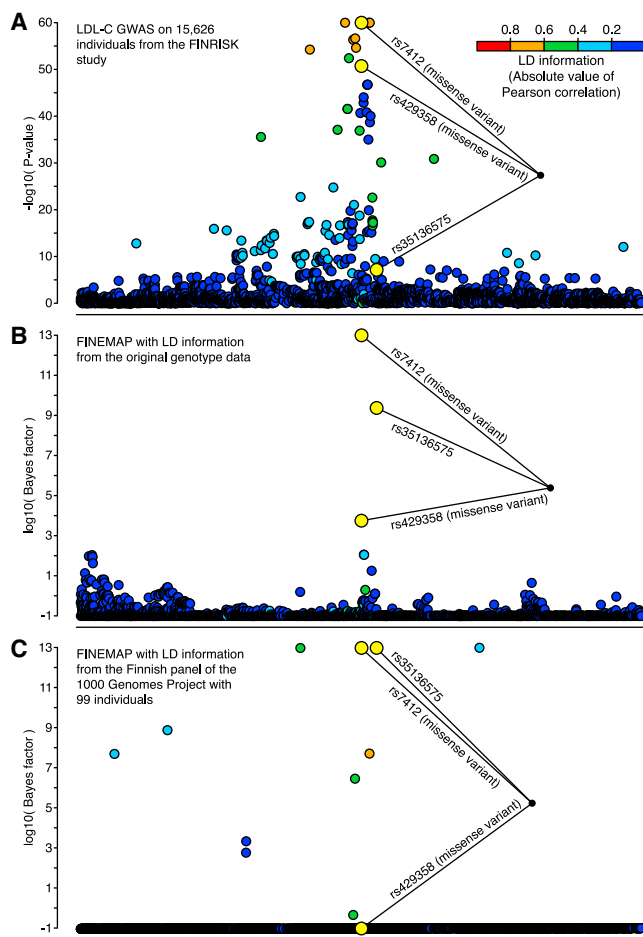 A
LDL-C GWAS on 15,626
individuals from the FINRISK
study
0.8 0.6 0.4 0.2
LD information
(Absolute value of
Pearson correlation)
rs7412 (missense variant)
rs429358 (missense variant)
rs35136575
-log10( P-value )
60
50
40
30
20
10
0
B
FINEMAP with LD information
from the original genotype data
rs7412 (missense variant)
rs35136575
rs429358 (missense variant)
log10( Bayes factor )
13
11
9
7
5
3
1
-1
C
FINEMAP with LD information
from the Finnish panel of the
1000 Genomes Project with
99 individuals
rs35136575
rs7412 (missense variant)
rs429358 (missense variant)
log10( Bayes factor )
13
11
9
7
5
3
1
-1